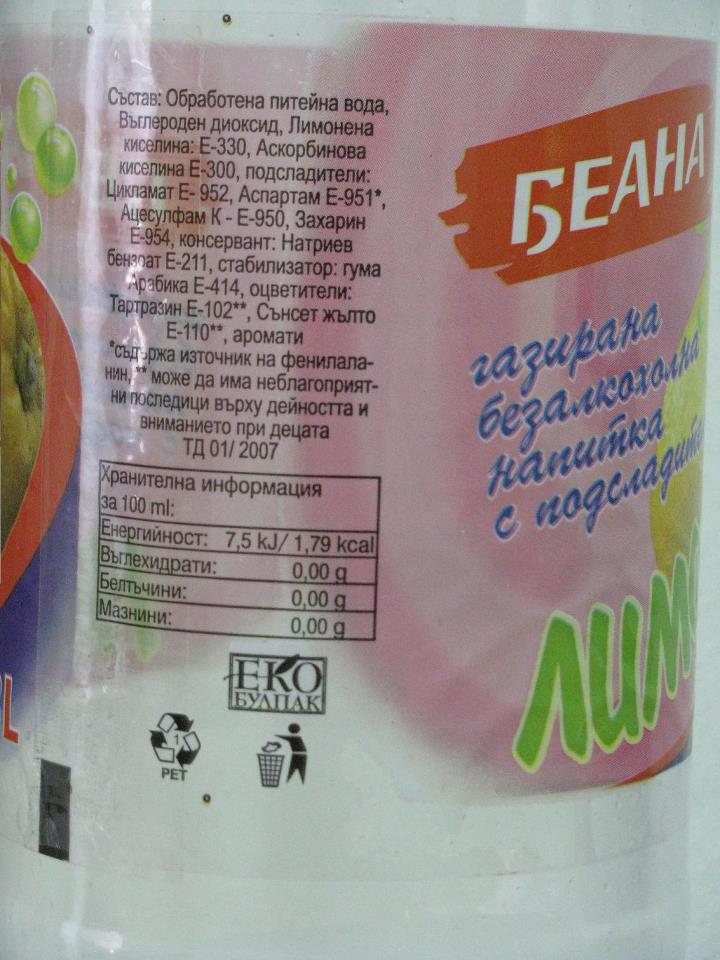 Състав: Обработена питейна вода,
Въглероден диоксид, Лимонена
киселина: Е-330, Аскорбинова
киселина Е-300, подсладители:
Цикламат Е- 952, Аспартам Е-951*,
Ацесулфам К - Е-950, Захарин
Е-954, консервант: Натриев
бензоат Е-211, стабилизатор: гума
Арабика Е-414, оцветители:
Тартразин Е-102**, Сънсет жълто
Е-110**, аромати
*съдържа източник на фенилала-
нин, ** може да има неблагоприят-
ни последици върху дейността и
вниманието при децата
ТД 01/ 2007
Хранителна информация
за 100 ml:
Енергийност: 7,5 kJ/ 1,79 kcal
Въглехидрати: 0,00 g
Белтъчини: 0,00 g
Мазнини: 0,00 g
ЕКО
БУЛПАК
1
PET
БЕАНА
газирана
безалкохолна
напитка
с подслади
ЛИМО
L